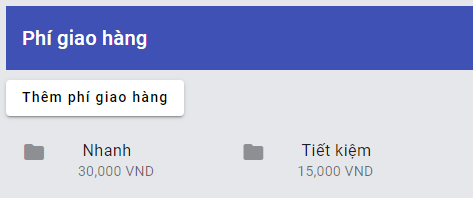 Phí giao hàng
Thêm phí giao hàng
Nhanh Tiết kiệm
30,000 VND 15,000 VND